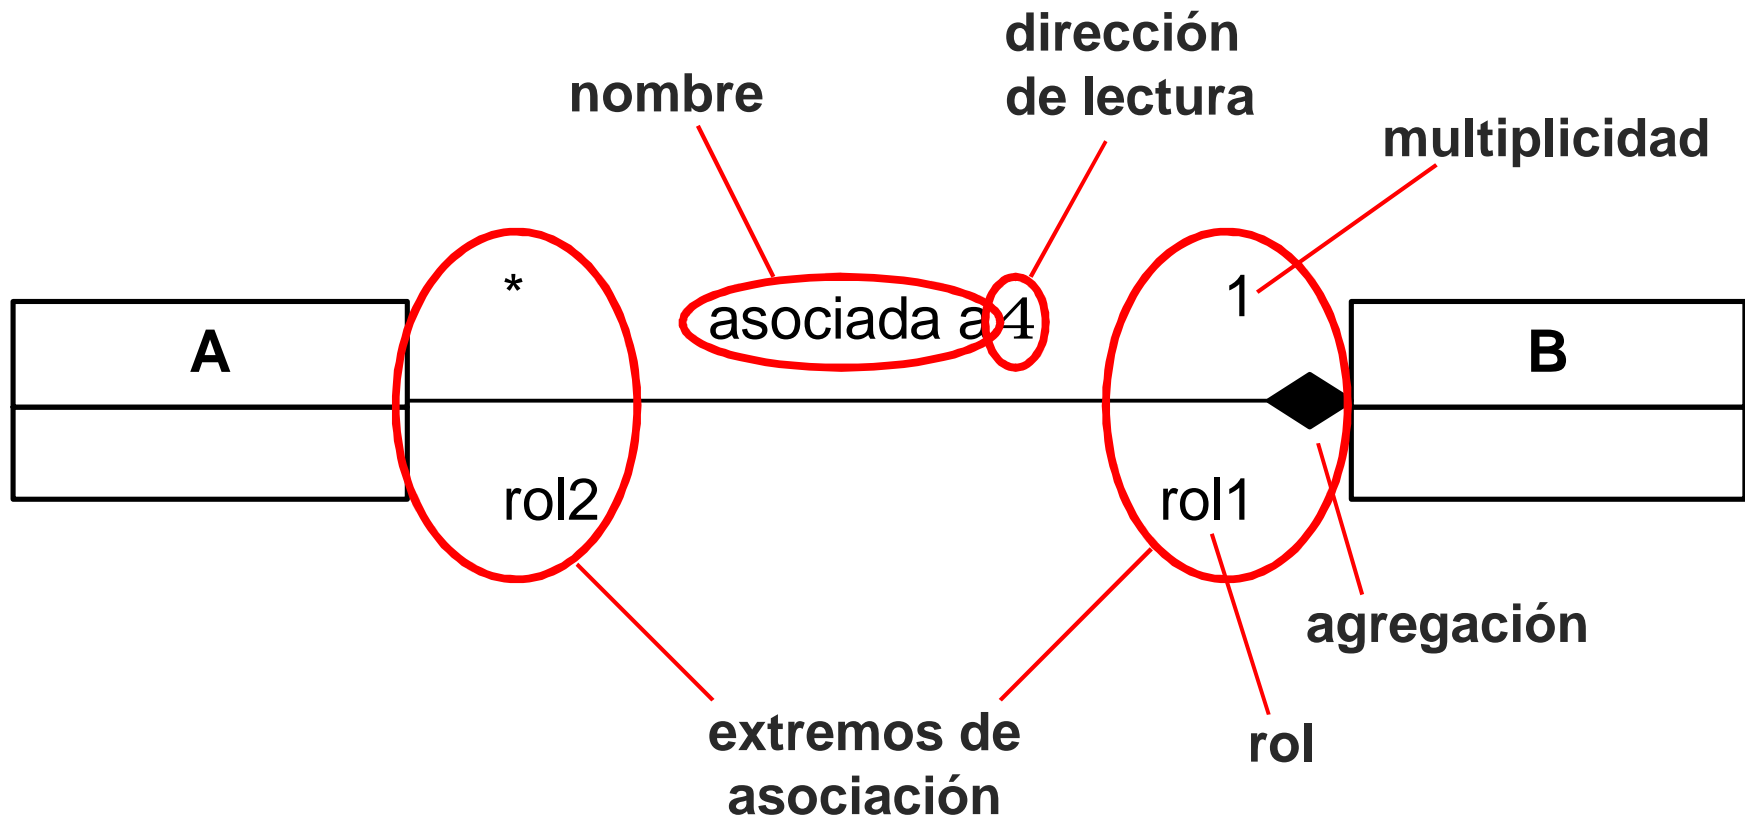 dirección
de lectura
nombre
multiplicidad
*
asociada a 4
1
A
B
rol2
rol1
agregación
extremos de
asociación
rol